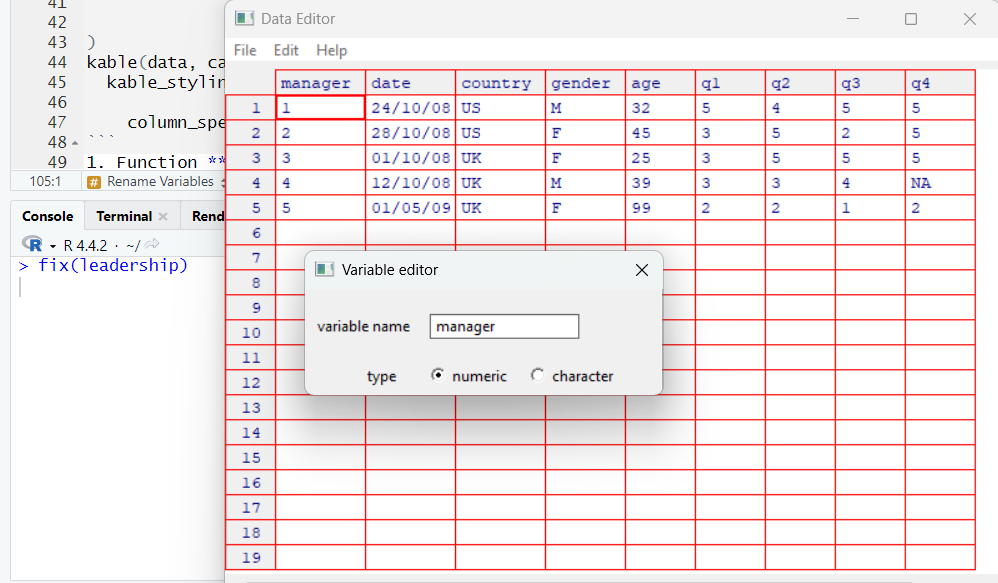 41
42
43 )
44 kable(data, ca
45 kable_stylin
46
47 column_spe
48 ```
49 1. Function **
105:1 # Rename Variables
Console Terminal Rend
R R 4.4.2 · ~/
> fix(leadership)
Data Editor
File Edit Help
manager date country gender age q1 q2 q3 q4
1 1 24/10/08 US M 32 5 4 5 5
2 2 28/10/08 US F 45 3 5 2 5
3 3 01/10/08 UK F 25 3 5 5 5
4 4 12/10/08 UK M 39 3 3 4 NA
5 5 01/05/09 UK F 99 2 2 1 2
6
7
8
9
10
11
12
13
14
15
16
17
18
19
Variable editor
variable name manager
type numeric character